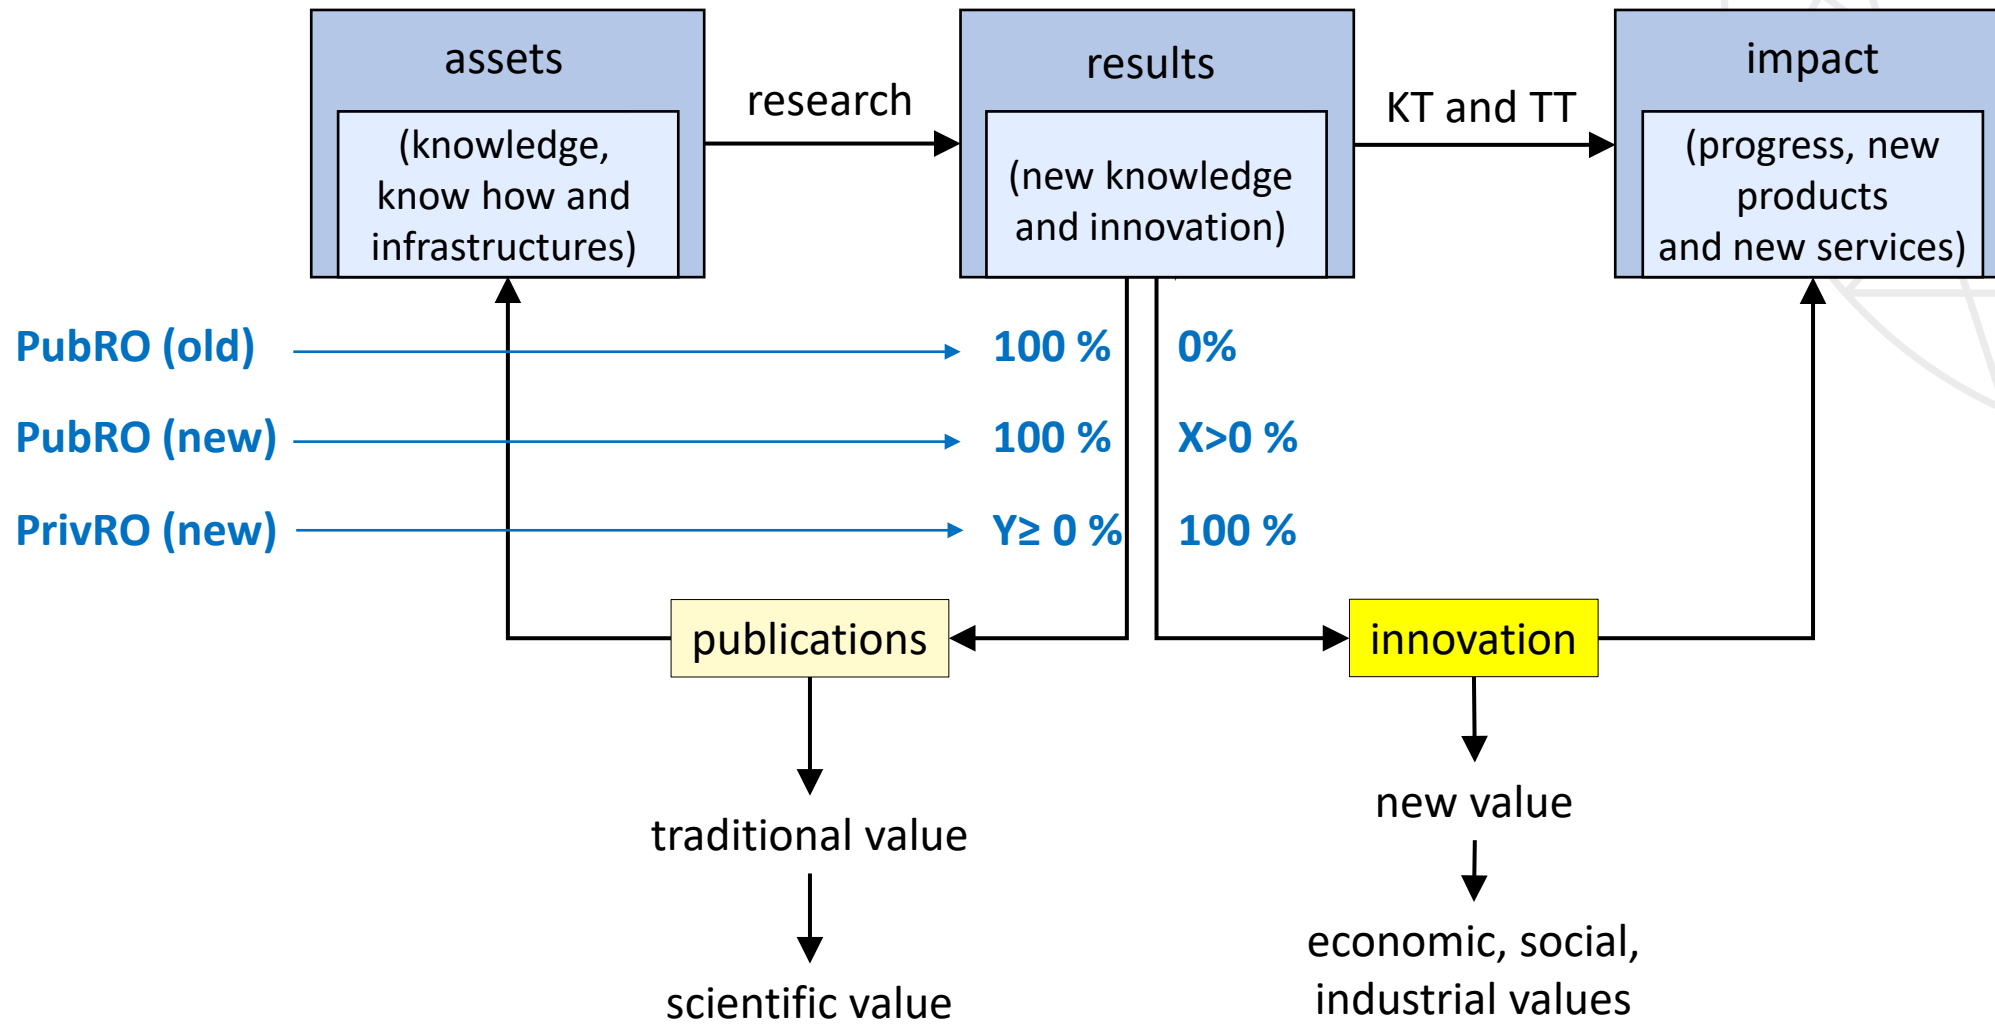 assets
(knowledge,
know how and
infrastructures)
research
results
(new knowledge
and innovation)
KT and TT
impact
(progress, new
products
and new services)
PubRO (old)
100 %
0%
PubRO (new)
100 %
X>0 %
PrivRO (new)
Y≥ 0 %
100 %
publications
innovation
traditional value
scientific value
new value
economic, social,
industrial values